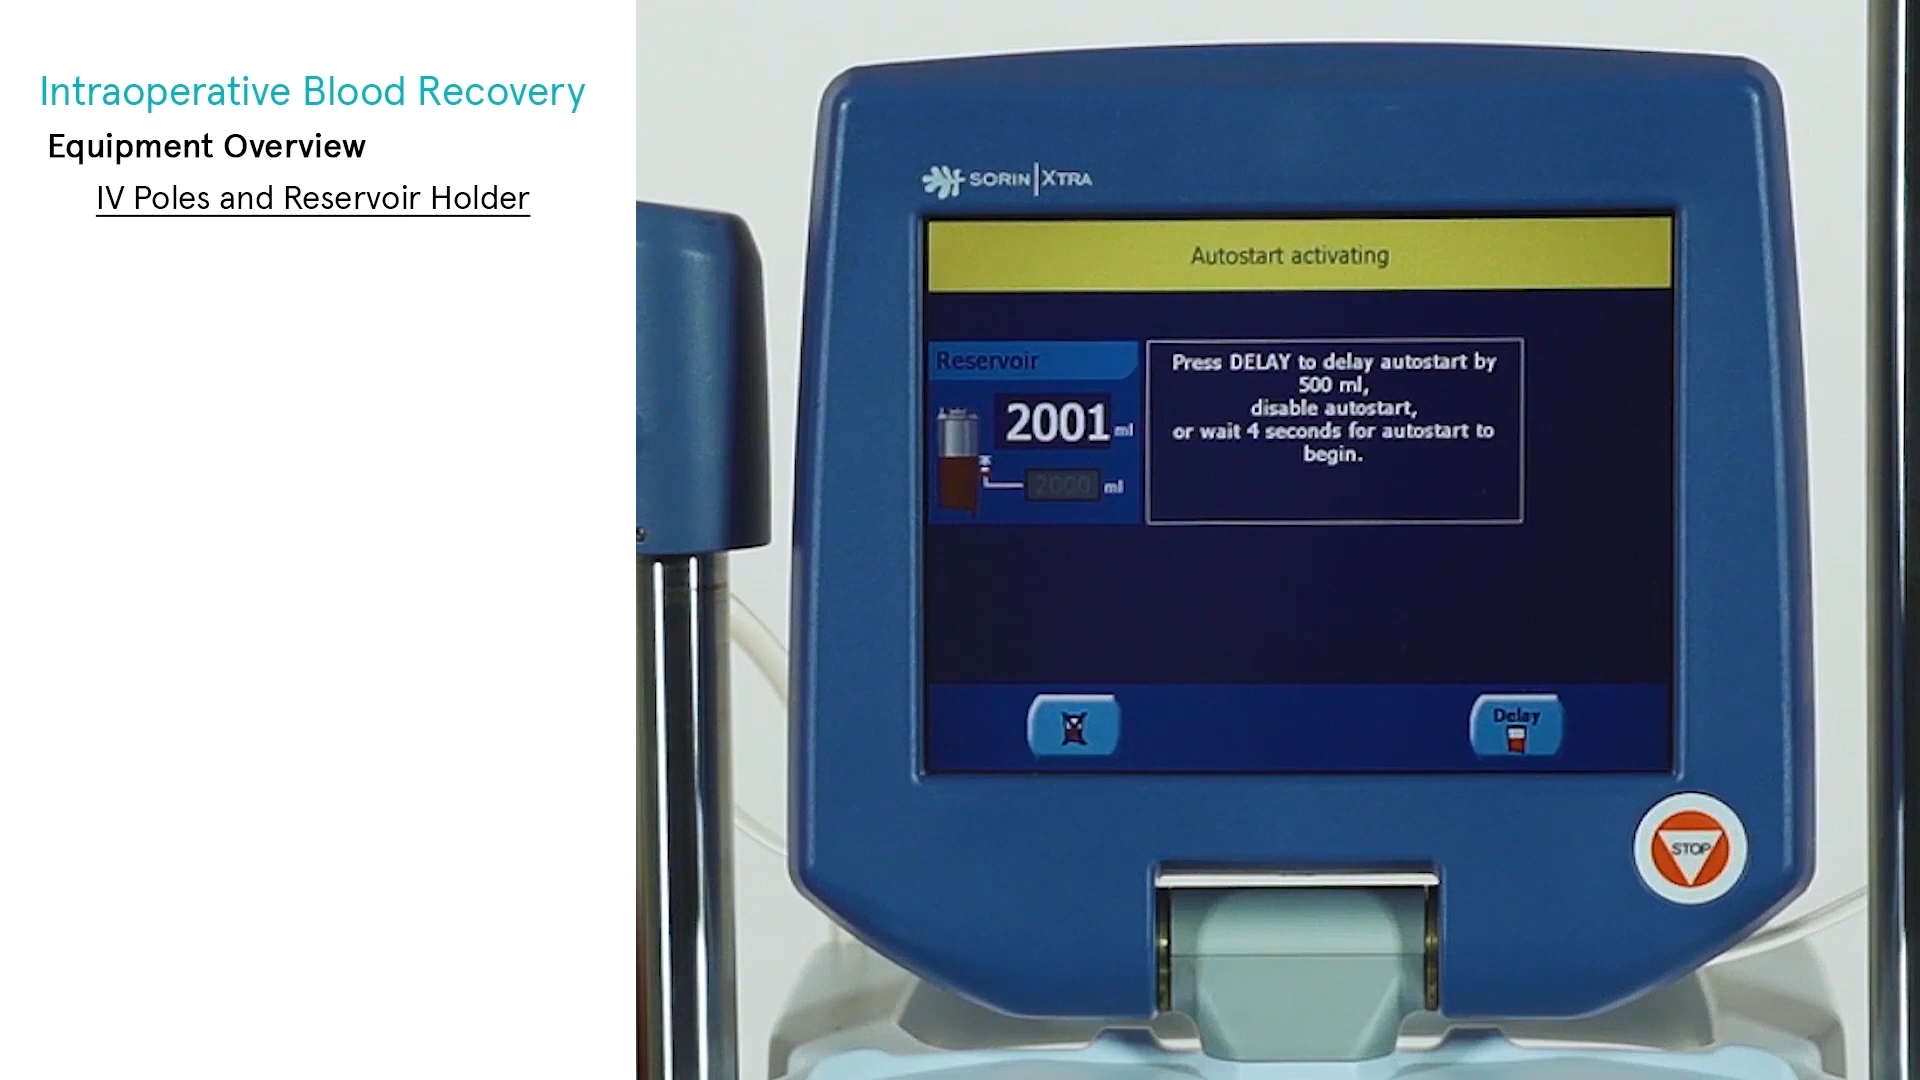 Intraoperative Blood Recovery
Equipment Overview
IV Poles and Reservoir Holder
SORIN XTRA
Autostart activating
Reservoir
2001 ml
2000 ml
Press DELAY to delay autostart by
500 ml,
disable autostart,
or wait 4 seconds for autostart to
begin.
Delay
STOP